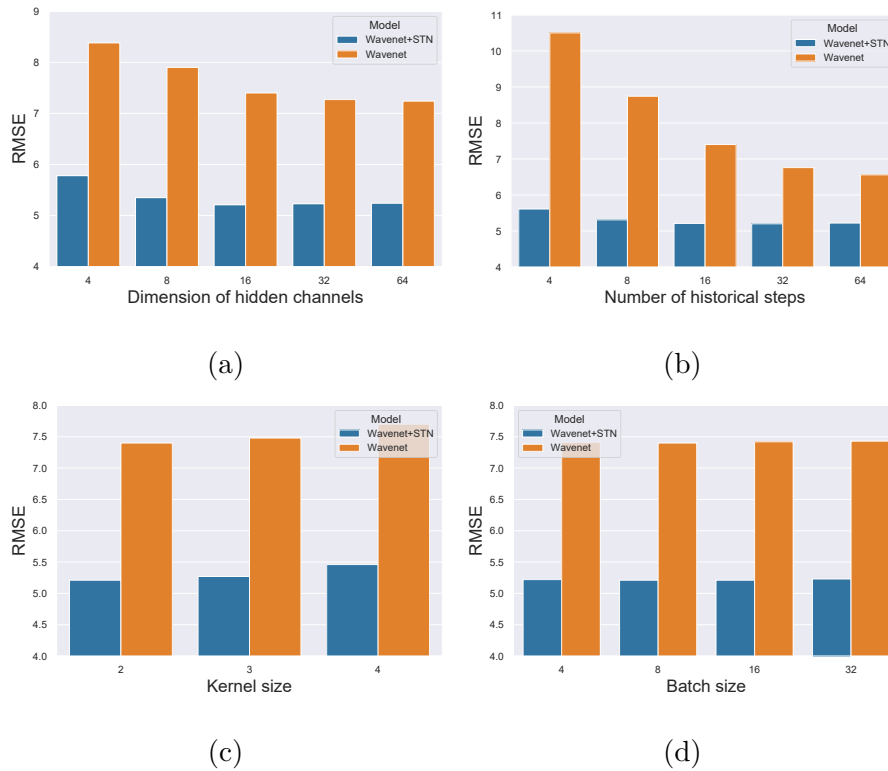 9
8
7
6
5
4
RMSE
Model
Wavenet+STN
Wavenet
4 8 16 32 64
Dimension of hidden channels
(a)
11
10
9
8
7
6
5
4
RMSE
Model
Wavenet+STN
Wavenet
4 8 16 32 64
Number of historical steps
(b)
8.0
7.5
7.0
6.5
6.0
5.5
5.0
4.5
4.0
RMSE
Model
Wavenet+STN
Wavenet
2 3 4
Kernel size
(c)
8.0
7.5
7.0
6.5
6.0
5.5
5.0
4.5
4.0
RMSE
Model
Wavenet+STN
Wavenet
4 8 16 32
Batch size
(d)